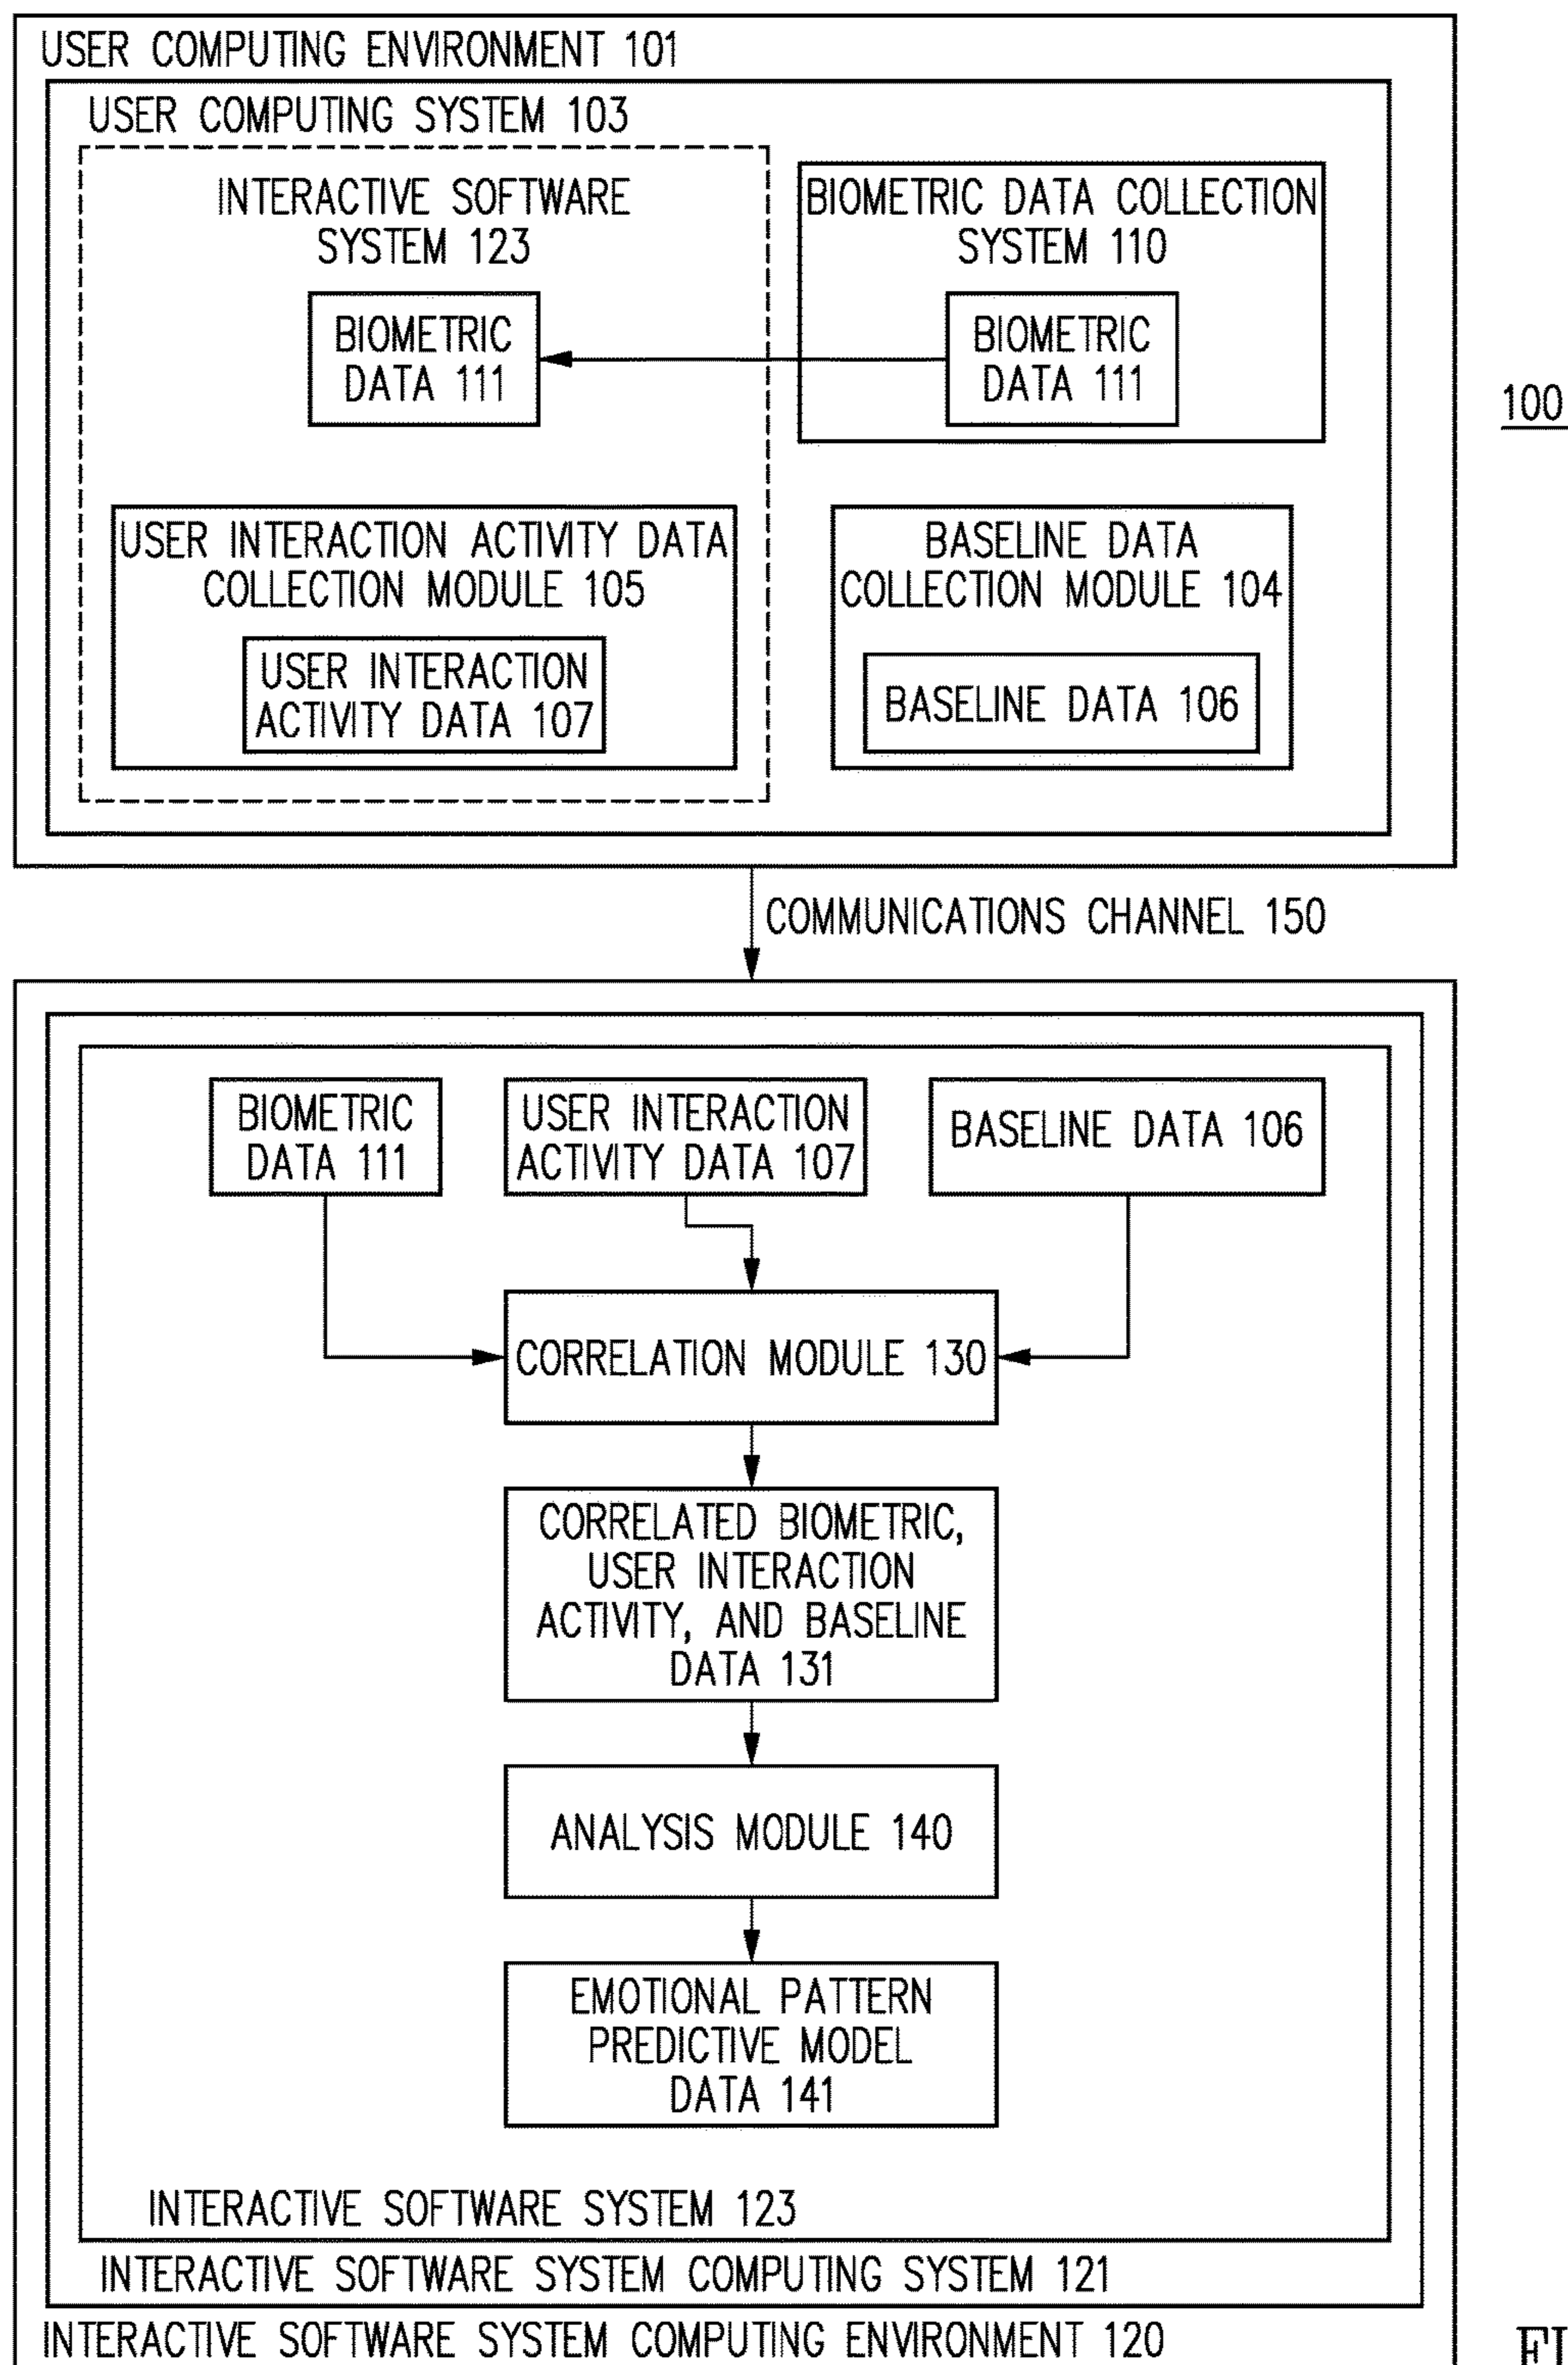 USER COMPUTING ENVIRONMENT 101
USER COMPUTING SYSTEM 103
INTERACTIVE SOFTWARE
SYSTEM 123
BIOMETRIC DATA COLLECTION
SYSTEM 110
BIOMETRIC
DATA 111
BIOMETRIC
DATA 111
100
USER INTERACTION ACTIVITY DATA
COLLECTION MODULE 105
USER INTERACTION
ACTIVITY DATA 107
BASELINE DATA
COLLECTION MODULE 104
BASELINE DATA 106
COMMUNICATIONS CHANNEL 150
BIOMETRIC
DATA 111
USER INTERACTION
ACTIVITY DATA 107
BASELINE DATA 106
CORRELATION MODULE 130
CORRELATED BIOMETRIC,
USER INTERACTION
ACTIVITY, AND BASELINE
DATA 131
ANALYSIS MODULE 140
EMOTIONAL PATTERN
PREDICTIVE MODEL
DATA 141
INTERACTIVE SOFTWARE SYSTEM 123
INTERACTIVE SOFTWARE SYSTEM COMPUTING SYSTEM 121
INTERACTIVE SOFTWARE SYSTEM COMPUTING ENVIRONMENT 120